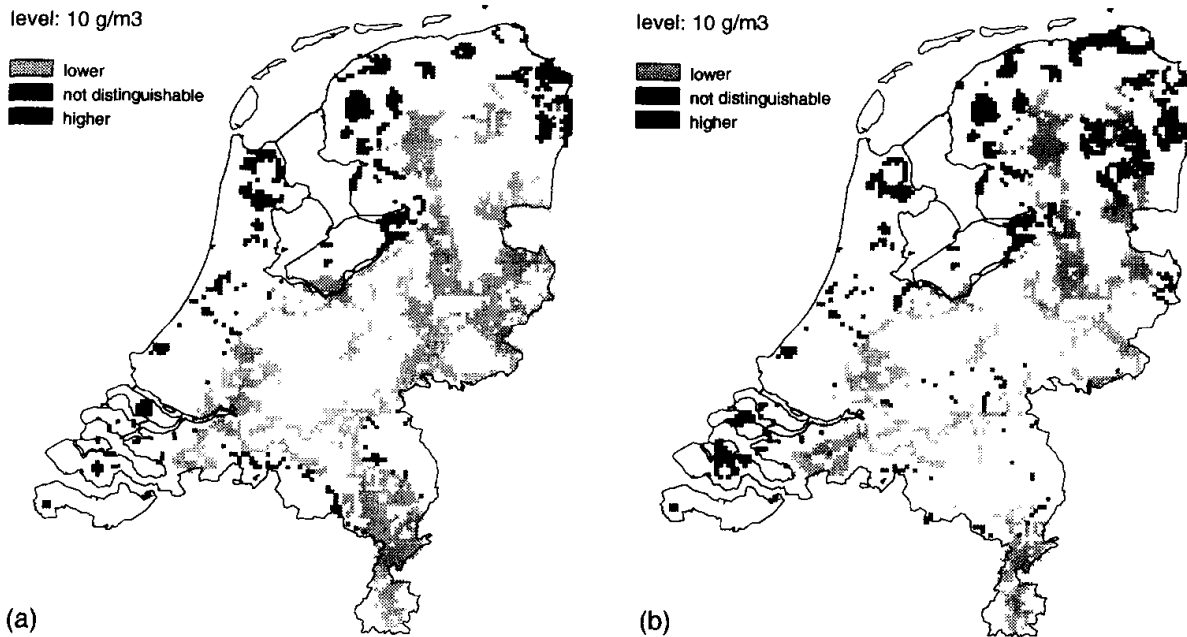 level: 10 g/m3
lower
not distinguishable
higher
(a)
level: 10 g/m3
lower
not distinguishable
higher
(b)